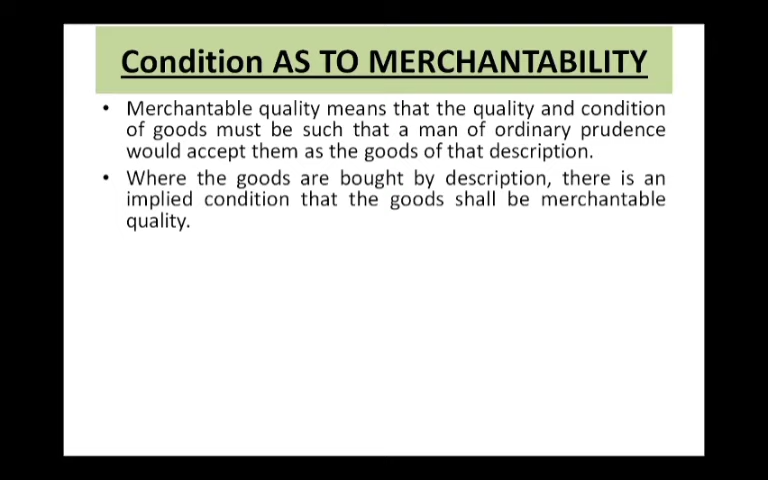 Condition AS TO MERCHANTABILITY
• Merchantable quality means that the quality and condition
of goods must be such that a man of ordinary prudence
would accept them as the goods of that description.
• Where the goods are bought by description, there is an
implied condition that the goods shall be merchantable
quality.